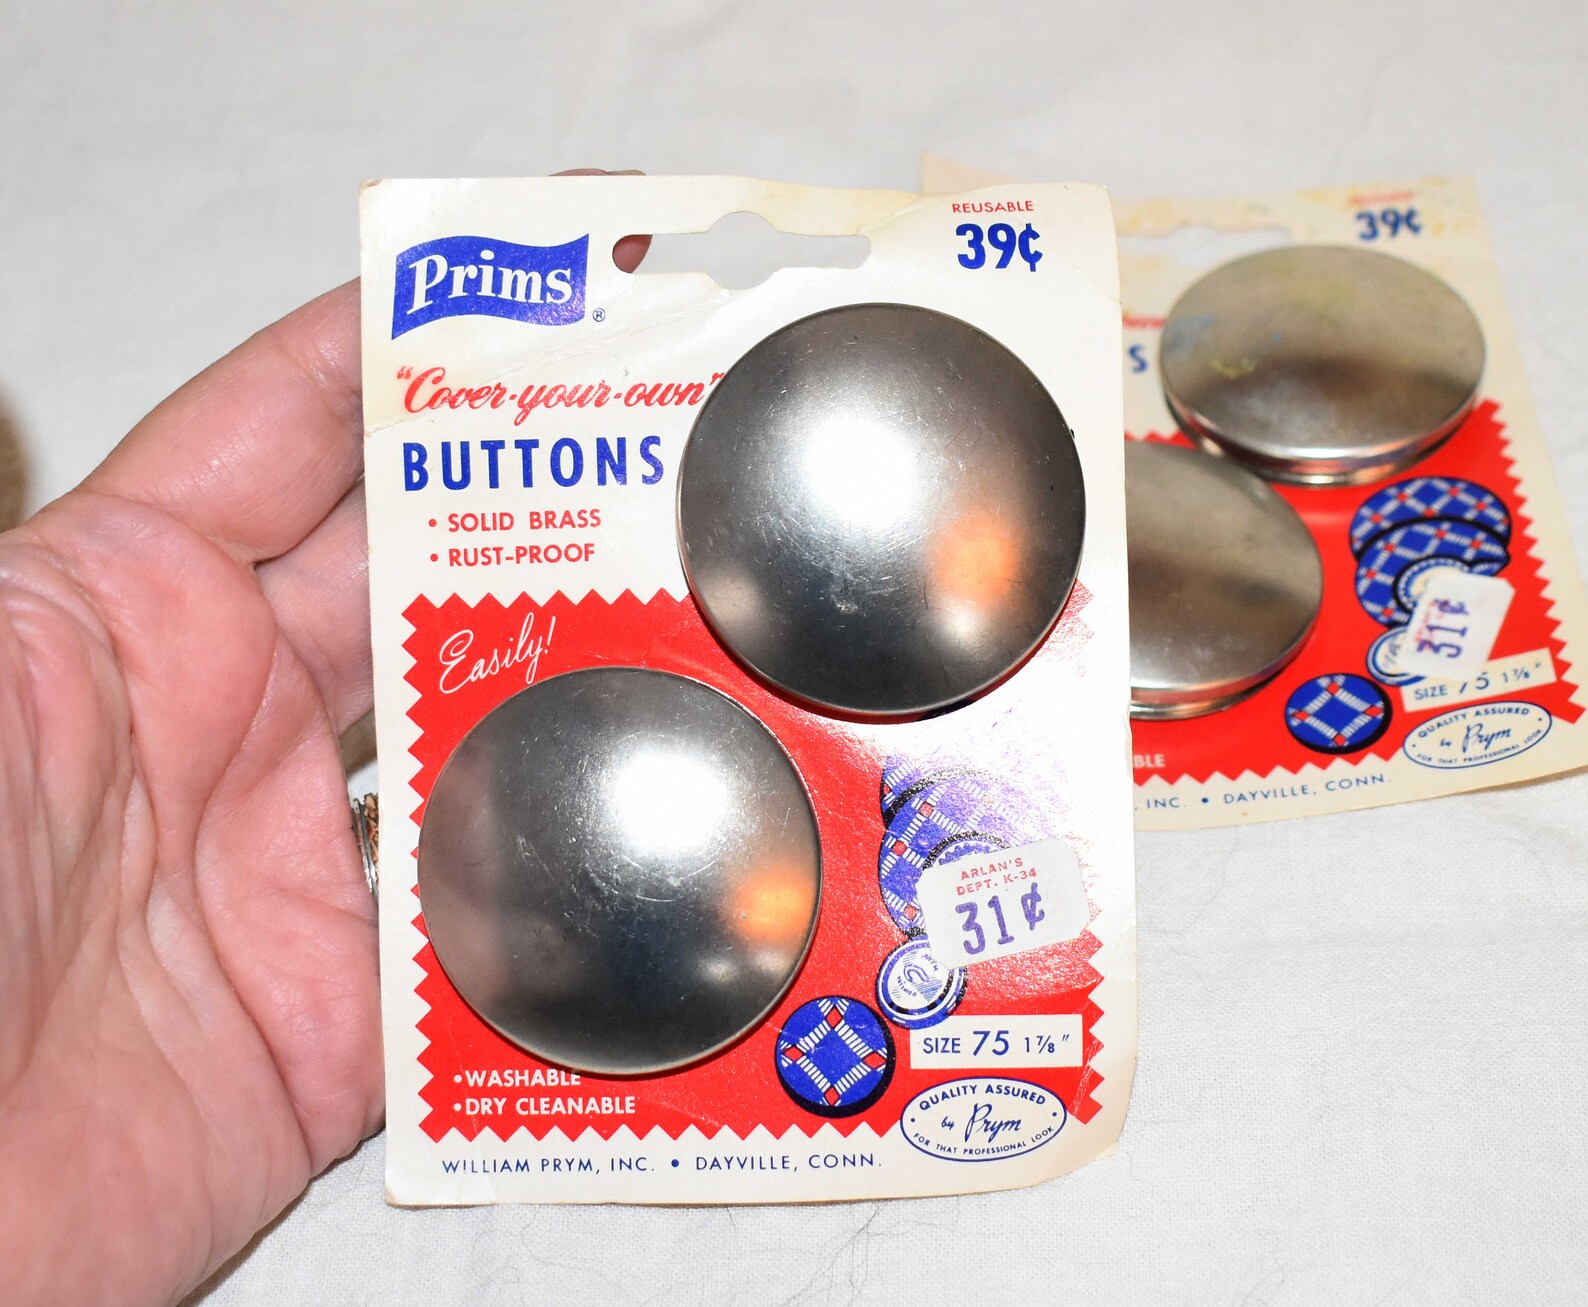 Prims ®
REUSABLE
39¢
"Cover-your-own"
BUTTONS
• SOLID BRASS
• RUST-PROOF
Easily!
ARLAN'S
DEPT. K-34
31¢
SIZE 75 1⅞"
• WASHABLE
• DRY CLEANABLE
QUALITY ASSURED
by Prym
FOR THAT PROFESSIONAL LOOK
WILLIAM PRYM, INC. • DAYVILLE, CONN.
39¢
S
31¢
SIZE 75 1⅞"
QUALITY ASSURED
by Prym
FOR THAT PROFESSIONAL LOOK
BLE
, INC. • DAYVILLE, CONN.